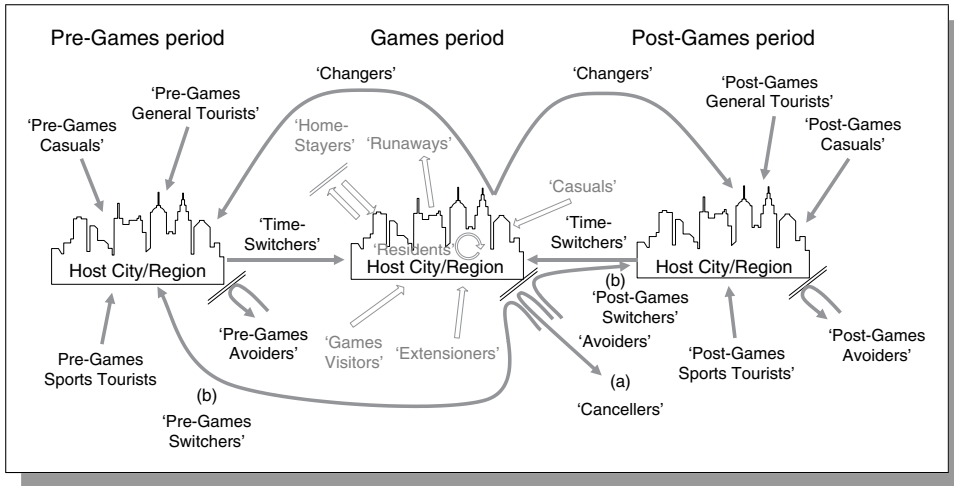 Pre-Games period
Games period
Post-Games period
‘Changers’
‘Changers’
‘Pre-Games
General Tourists’
‘Post-Games
General Tourists’
‘Pre-Games
Casuals’
‘Home-
Stayers’
‘Runaways’
‘Post-Games
Casuals’
‘Casuals’
‘Time-
Switchers’
‘Time-
Switchers’
‘Residents’
Host City/Region
Host City/Region
Host City/Region
(b)
‘Post-Games
Switchers’
‘Pre-Games
Avoiders’
‘Games
Visitors’
‘Extensioners’
‘Avoiders’
‘Post-Games
Sports Tourists’
‘Post-Games
Avoiders’
Pre-Games
Sports Tourists
(a)
‘Cancellers’
(b)
‘Pre-Games
Switchers’